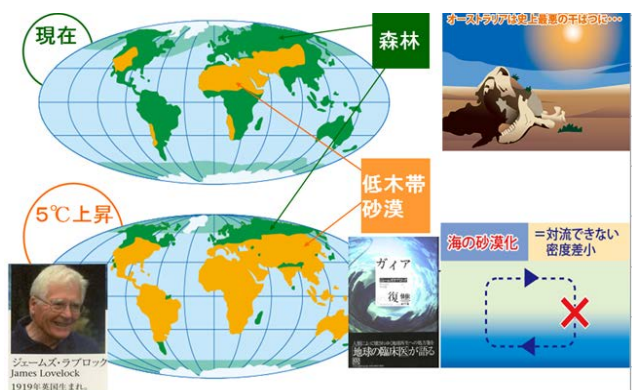 現在
森林
オーストラリアは史上最悪の干ばつに…
5℃上昇
低木帯
砂漠
海の砂漠化
=対流できない
密度差小
ガイア
復
地球の臨床医が語る
ジェームズ・ラブロック
James Lovelock
1919年英国生まれ。